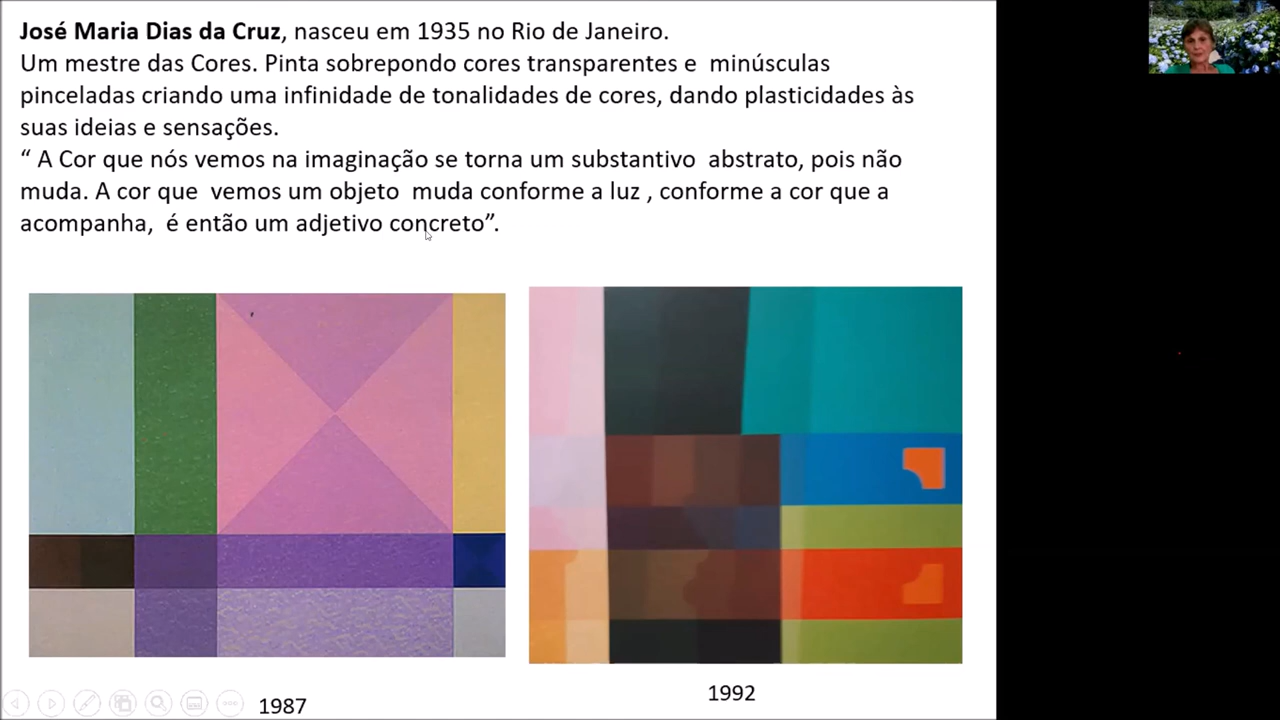 José Maria Dias da Cruz, nasceu em 1935 no Rio de Janeiro.
Um mestre das Cores. Pinta sobrepondo cores transparentes e minúsculas
pinceladas criando uma infinidade de tonalidades de cores, dando plasticidades às
suas ideias e sensações.
“ A Cor que nós vemos na imaginação se torna um substantivo abstrato, pois não
muda. A cor que vemos um objeto muda conforme a luz , conforme a cor que a
acompanha, é então um adjetivo concreto”.
1987
1992